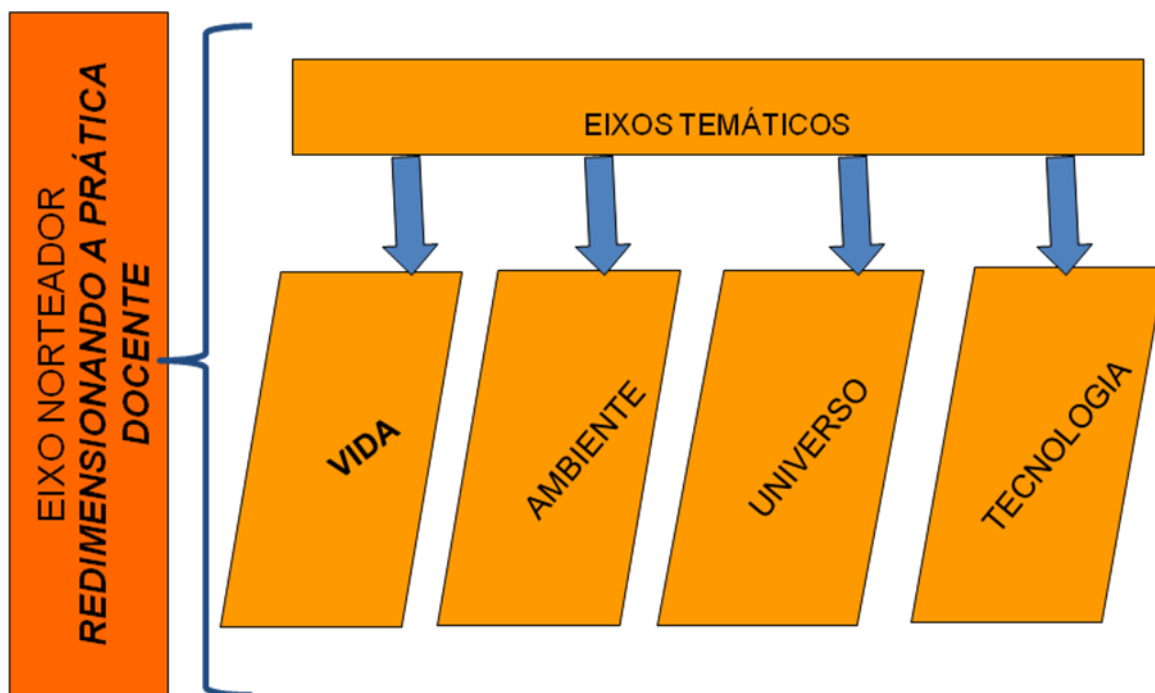 EIXO NORTEADOR
REDIMENSIONANDO A PRÁTICA
DOCENTE
EIXOS TEMÁTICOS
VIDA
AMBIENTE
UNIVERSO
TECNOLOGIA